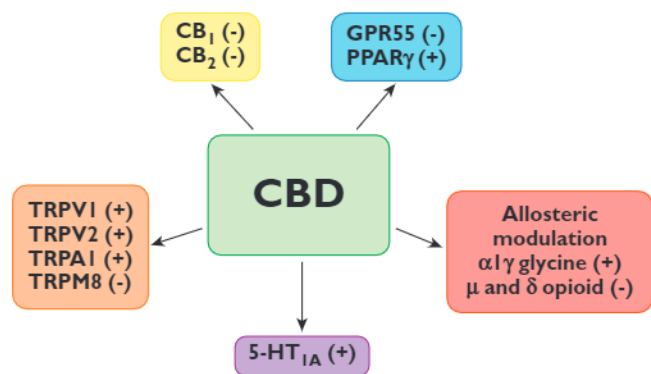 CB₁ (-)
CB₂ (-)
GPR55 (-)
PPARγ (+)
CBD
TRPV1 (+)
TRPV2 (+)
TRPA1 (+)
TRPM8 (-)
Allosteric
modulation
α1γ glycine (+)
μ and δ opioid (-)
5-HT₁A (+)